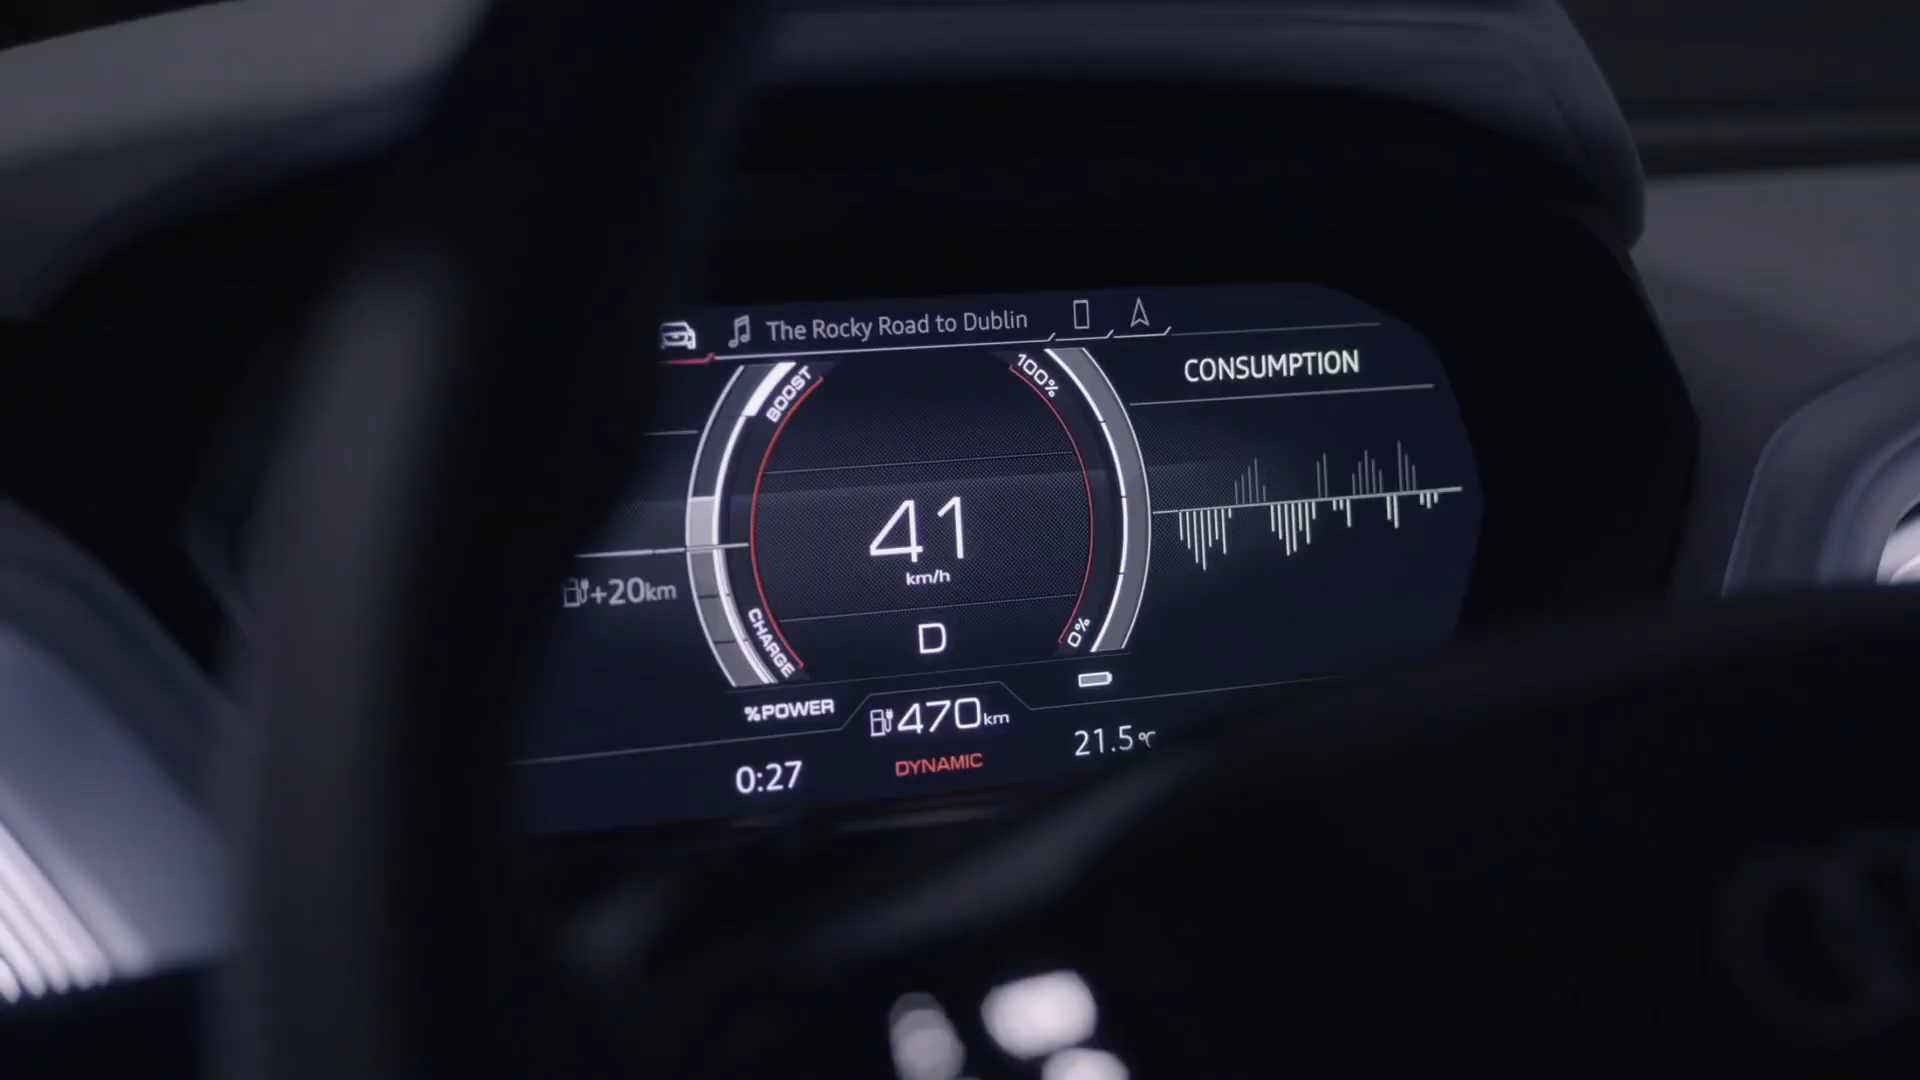 The Rocky Road to Dublin
CONSUMPTION
BOOST
100%
41
km/h
+20km
CHARGE
0%
D
%POWER
470km
0:27
DYNAMIC
21.5°C